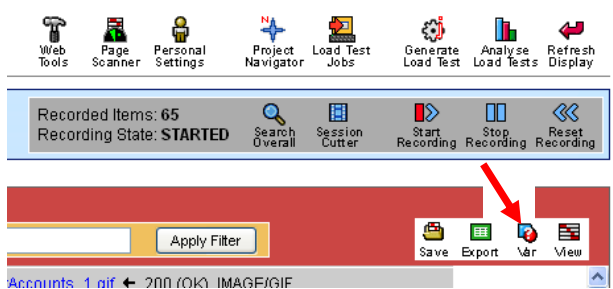 Web Tools
Page Scanner
Personal Settings
Project Navigator
Load Test Jobs
Generate Load Test
Analyse Load Tests
Refresh Display
Recorded Items: 65
Recording State: STARTED
Search Overall
Session Cutter
Start Recording
Stop Recording
Reset Recording
Apply Filter
Save
Export
Var
View
Accounts_1.gif ← 200 (OK) IMAGE/GIF